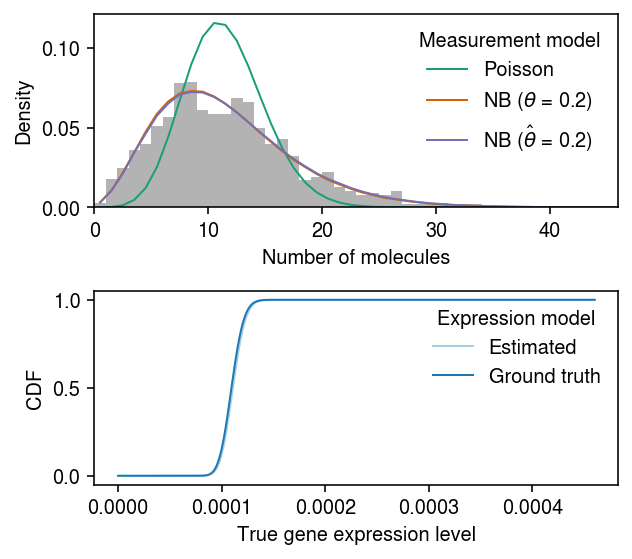 Measurement model
Poisson
NB (θ = 0.2)
NB (θ̂ = 0.2)
Density
0.10
0.05
0.00
0 10 20 30 40
Number of molecules
Expression model
Estimated
Ground truth
CDF
1.0
0.5
0.0
0.0000 0.0001 0.0002 0.0003 0.0004
True gene expression level